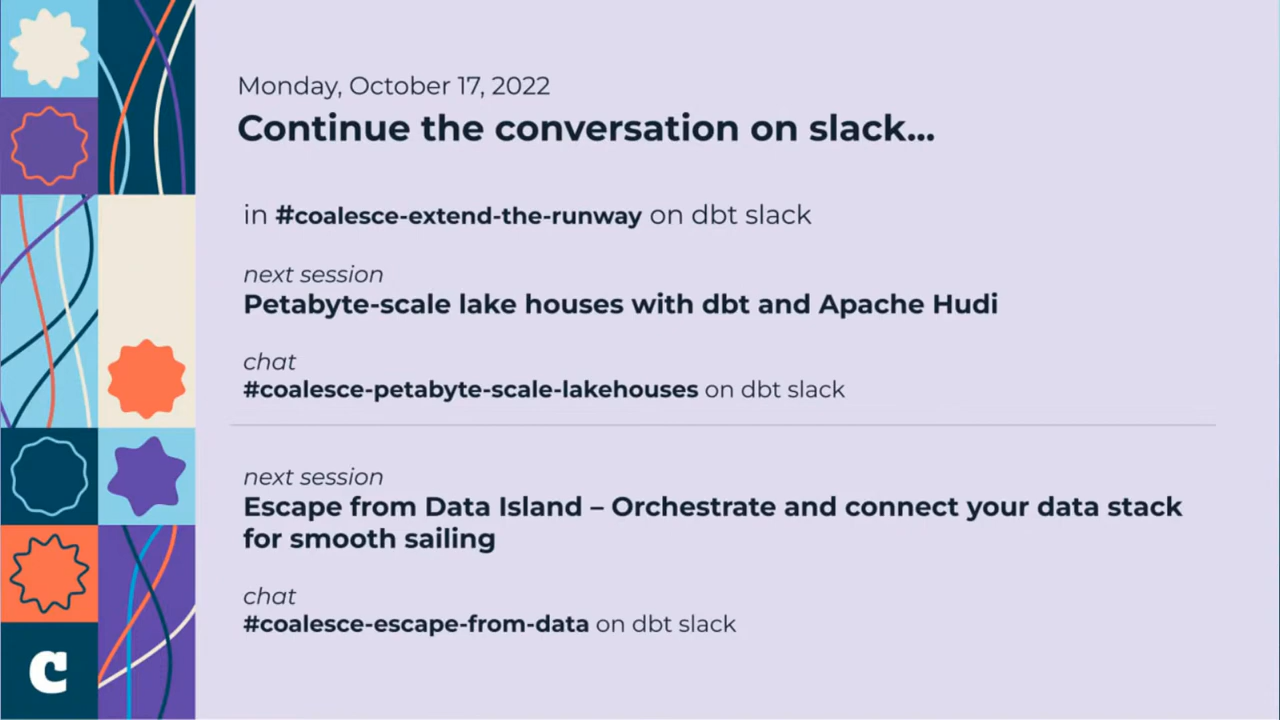 Monday, October 17, 2022
Continue the conversation on slack...
in #coalesce-extend-the-runway on dbt slack
next session
Petabyte-scale lake houses with dbt and Apache Hudi
chat
#coalesce-petabyte-scale-lakehouses on dbt slack
next session
Escape from Data Island – Orchestrate and connect your data stack
for smooth sailing
chat
#coalesce-escape-from-data on dbt slack
c